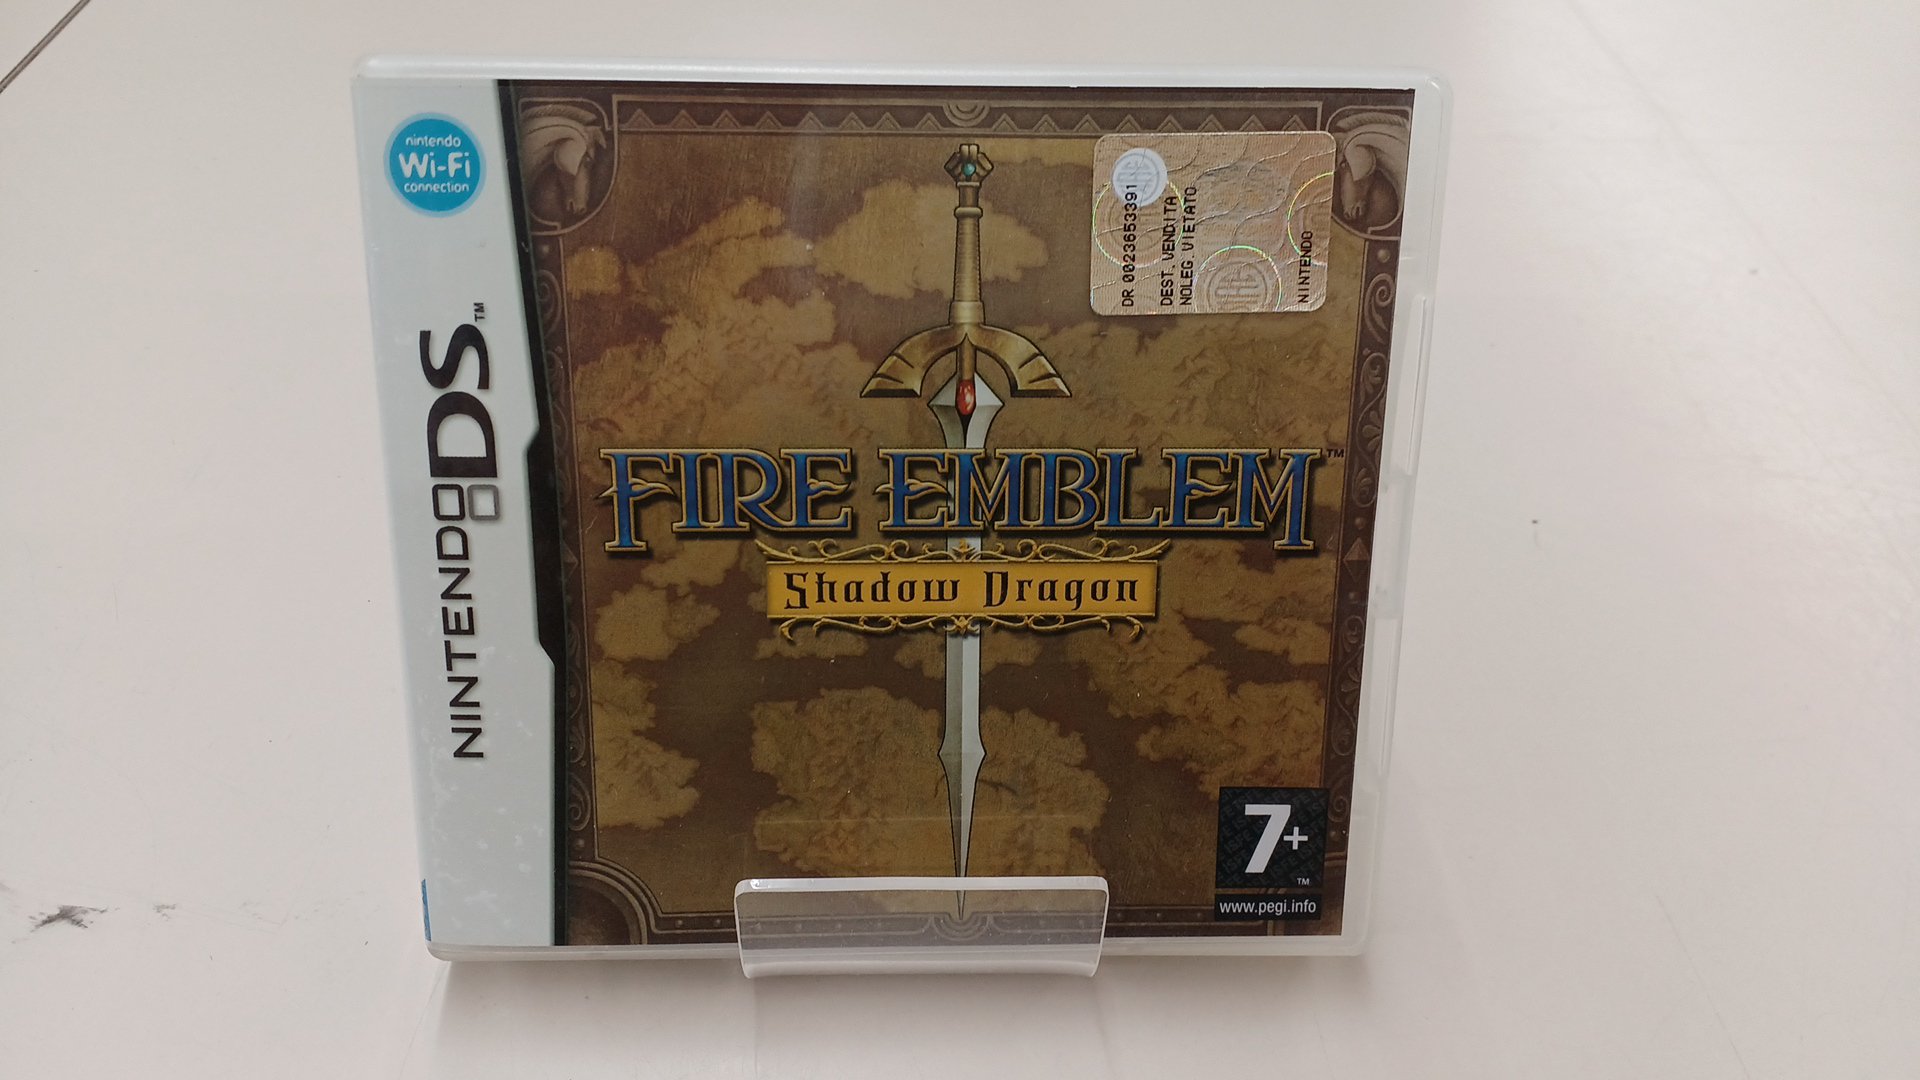 nintendo
Wi-Fi
connection
NINTENDO DS™
DR 0023653391
DEST.VENDITA
NOLEG.VIETATO
NINTENDO
FIRE EMBLEM™
Shadow Dragon
7+
™
www.pegi.info